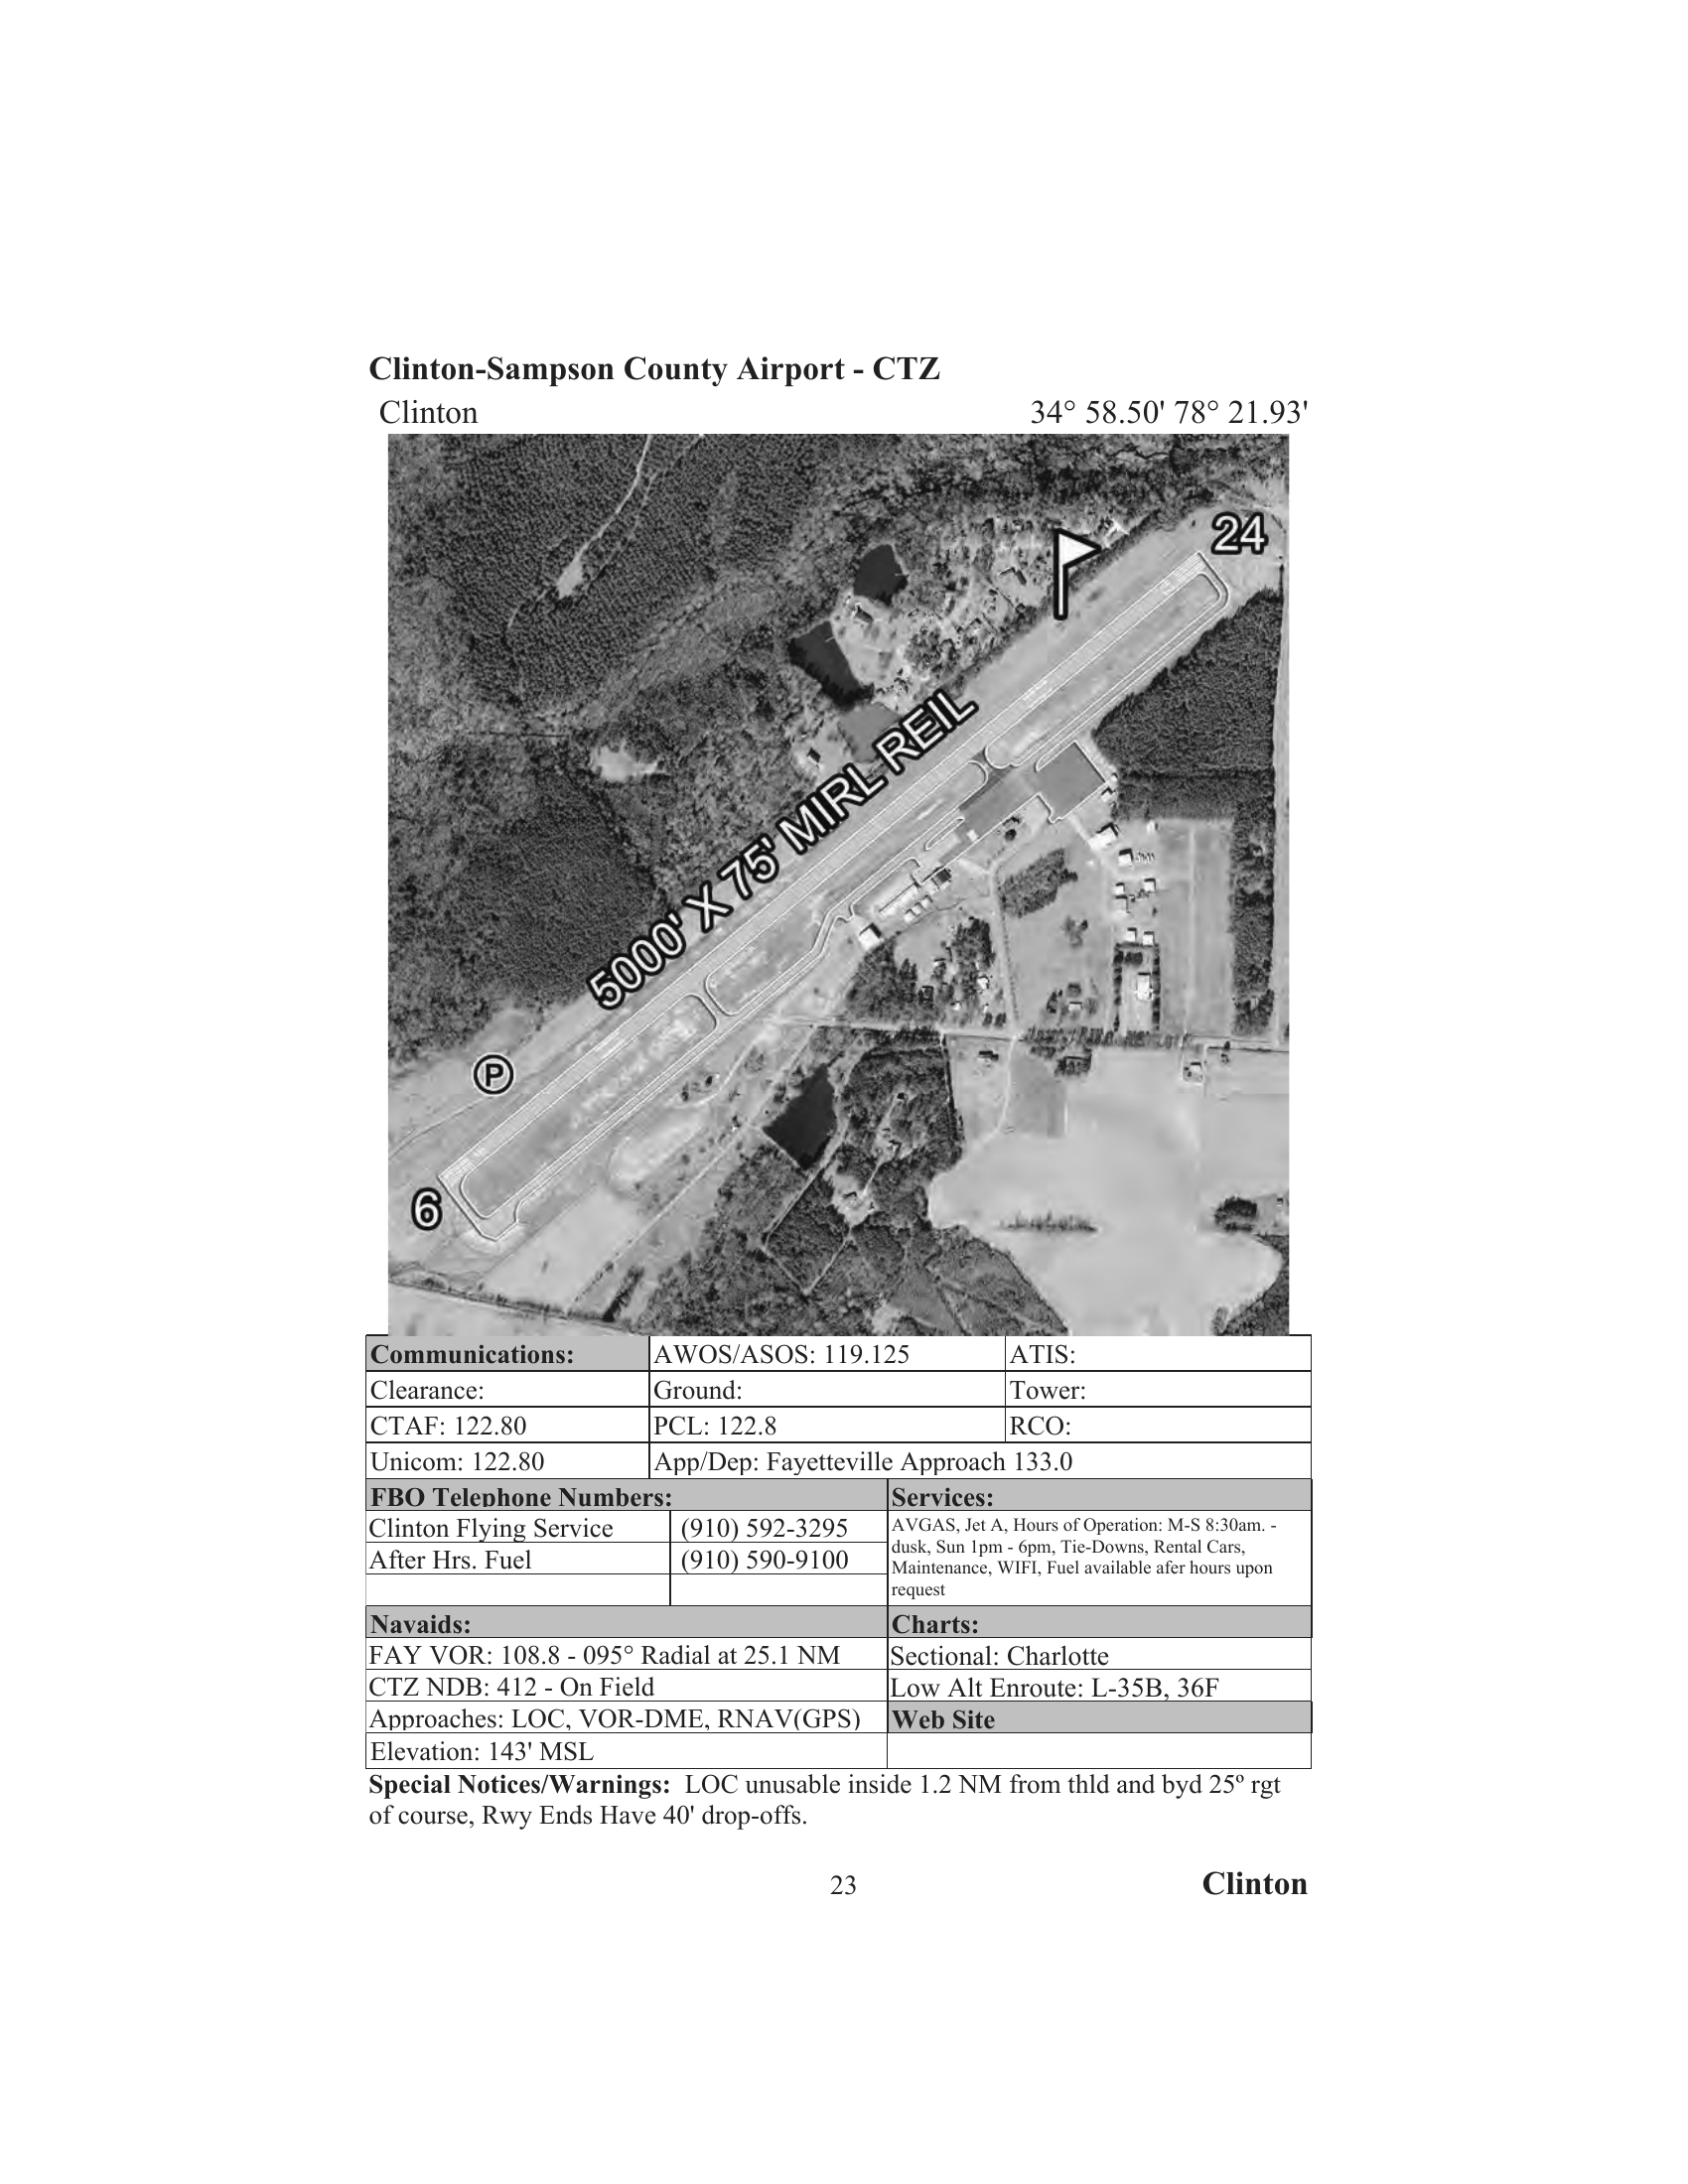 Clinton-Sampson County Airport - CTZ
Clinton 34° 58.50' 78° 21.93'
24
5000' X 75' MIRL REIL
P
6
Communications: AWOS/ASOS: 119.125 ATIS:
Clearance: Ground: Tower:
CTAF: 122.80 PCL: 122.8 RCO:
Unicom: 122.80 App/Dep: Fayetteville Approach 133.0
FBO Telephone Numbers: Services:
Clinton Flying Service (910) 592-3295
After Hrs. Fuel (910) 590-9100
AVGAS, Jet A, Hours of Operation: M-S 8:30am. -
dusk, Sun 1pm - 6pm, Tie-Downs, Rental Cars,
Maintenance, WIFI, Fuel available afer hours upon
request
Navaids: Charts:
FAY VOR: 108.8 - 095° Radial at 25.1 NM Sectional: Charlotte
CTZ NDB: 412 - On Field Low Alt Enroute: L-35B, 36F
Approaches: LOC, VOR-DME, RNAV(GPS) Web Site
Elevation: 143' MSL
Special Notices/Warnings: LOC unusable inside 1.2 NM from thld and byd 25º rgt
of course, Rwy Ends Have 40' drop-offs.
23 Clinton